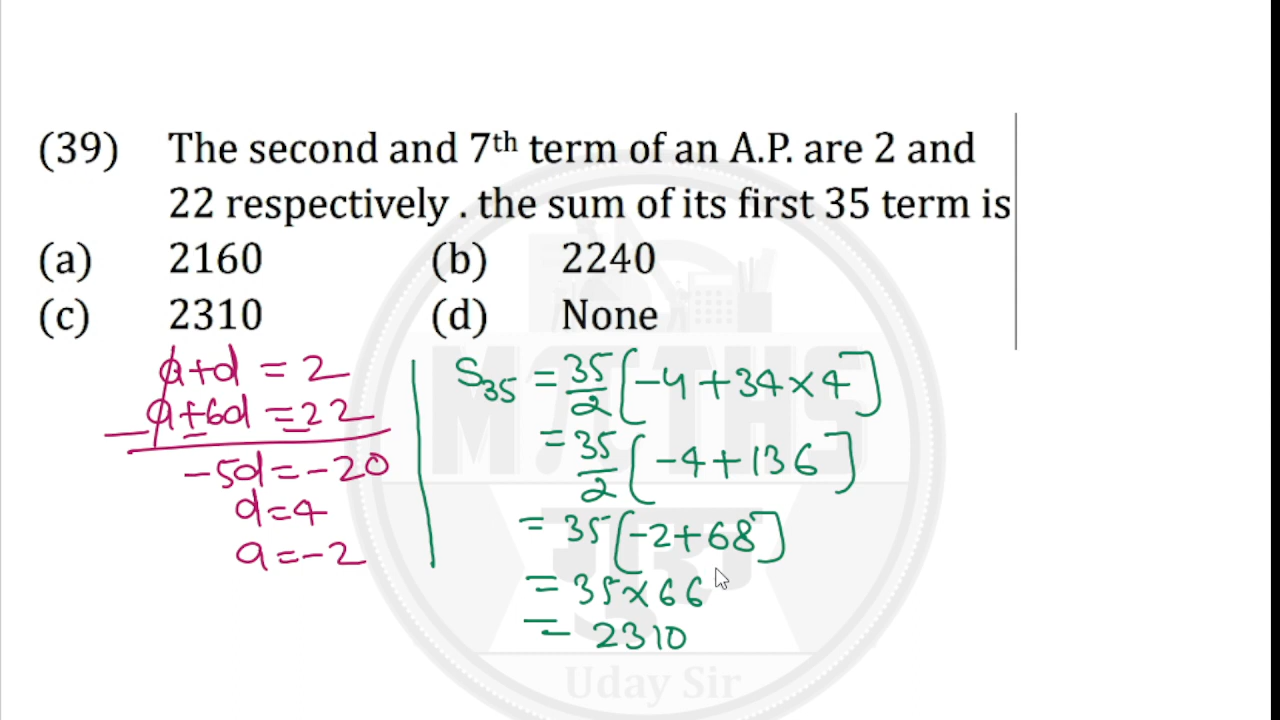 (39) The second and 7th term of an A.P. are 2 and
22 respectively . the sum of its first 35 term is
(a) 2160 (b) 2240
(c) 2310 (d) None
a+d = 2
a+6d = 22
-5d = -20
d = 4
a = -2
S35 = 35/2 [-4 + 34 × 4]
= 35/2 [-4 + 136]
= 35 [-2 + 68]
= 35 × 66
= 2310
MATHS
गुरु
Uday Sir